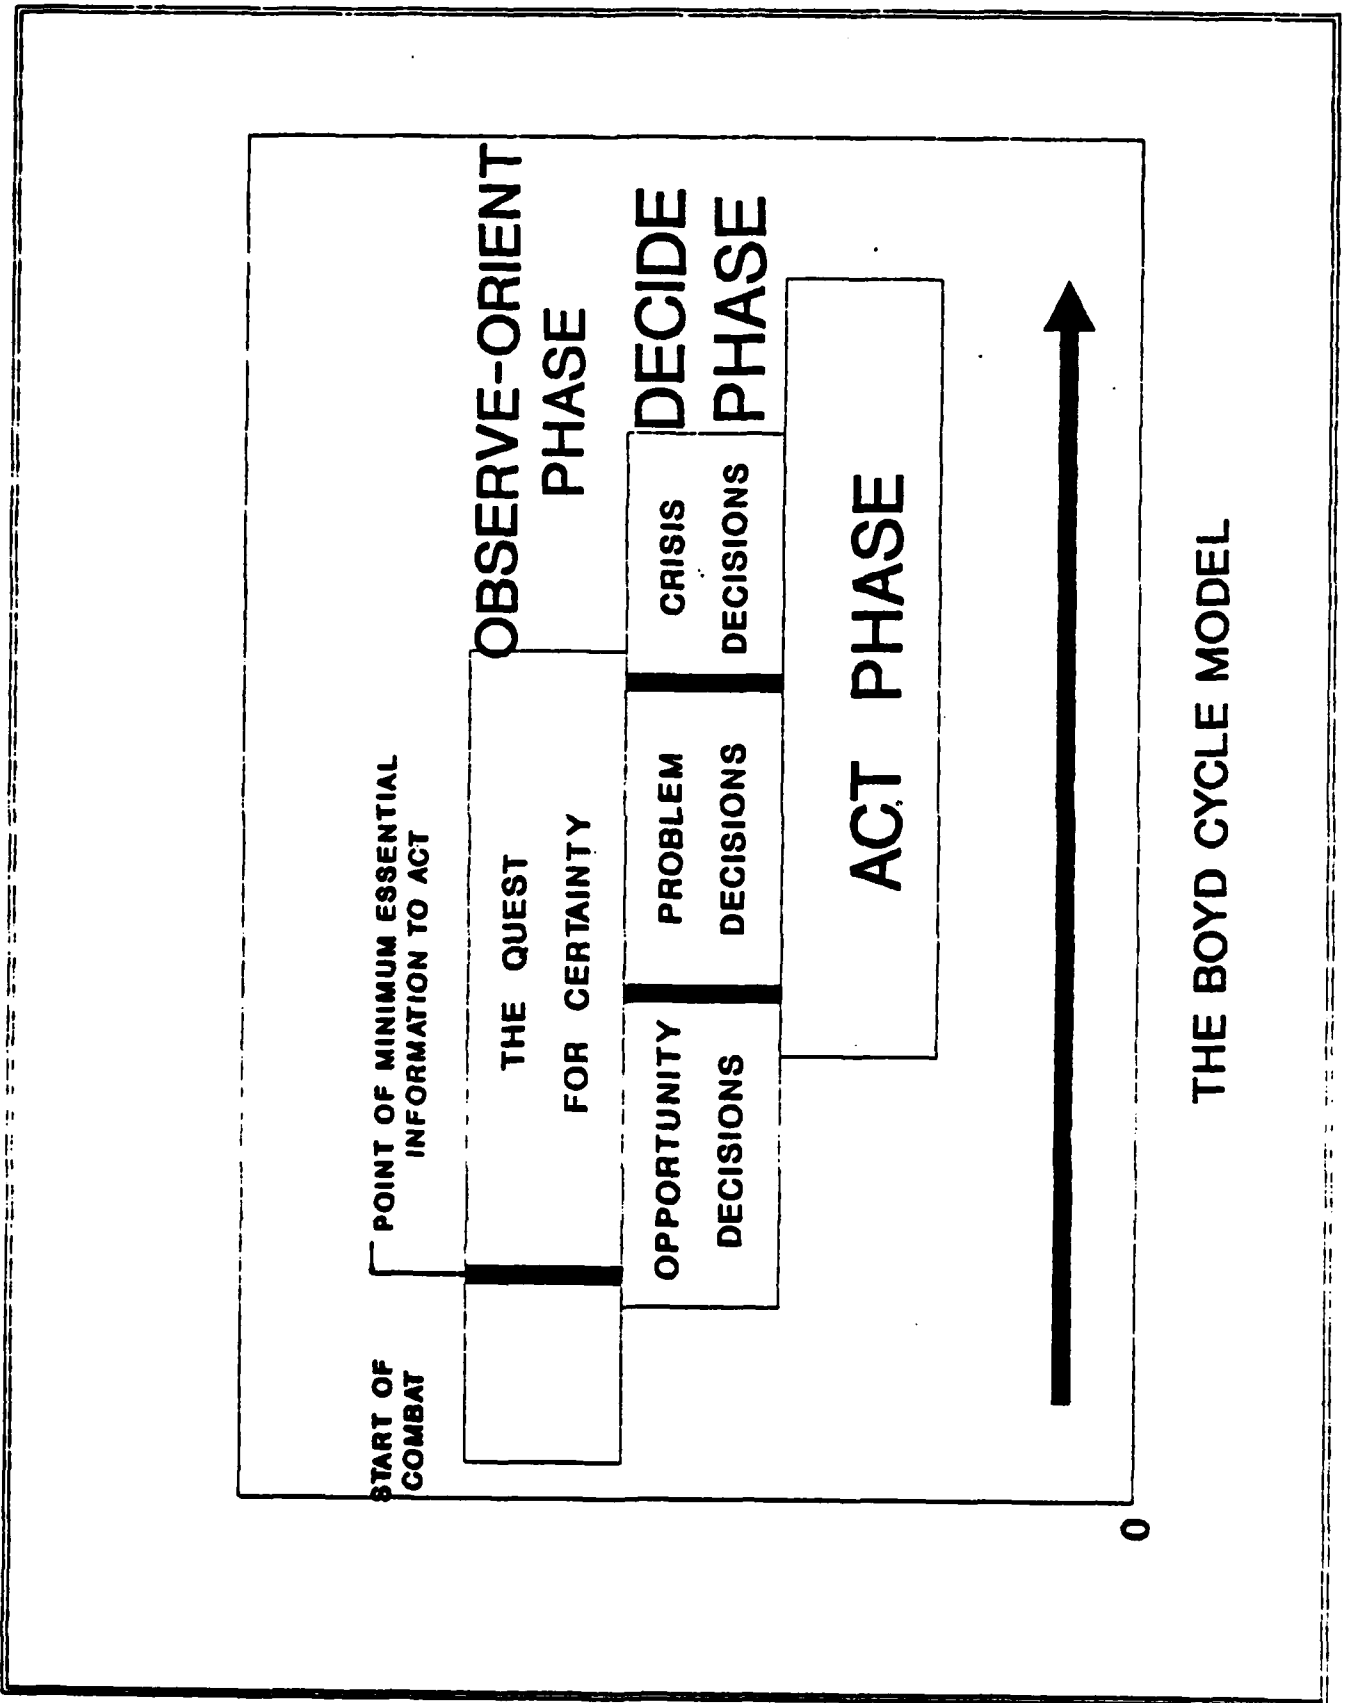 START OF
COMBAT
POINT OF MINIMUM ESSENTIAL
INFORMATION TO ACT
THE QUEST
FOR CERTAINTY
OBSERVE-ORIENT
PHASE
OPPORTUNITY
DECISIONS
PROBLEM
DECISIONS
CRISIS
DECISIONS
DECIDE
PHASE
ACT PHASE
0
THE BOYD CYCLE MODEL